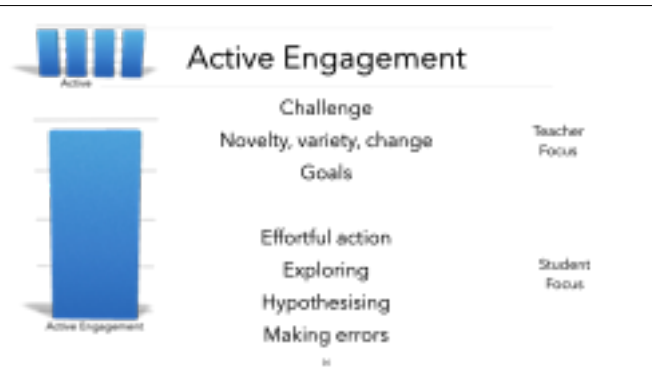 Active Engagement
Active
Challenge
Novelty, variety, change
Goals
Teacher
Focus
Effortful action
Exploring
Hypothesising
Making errors
Student
Focus
Active Engagement